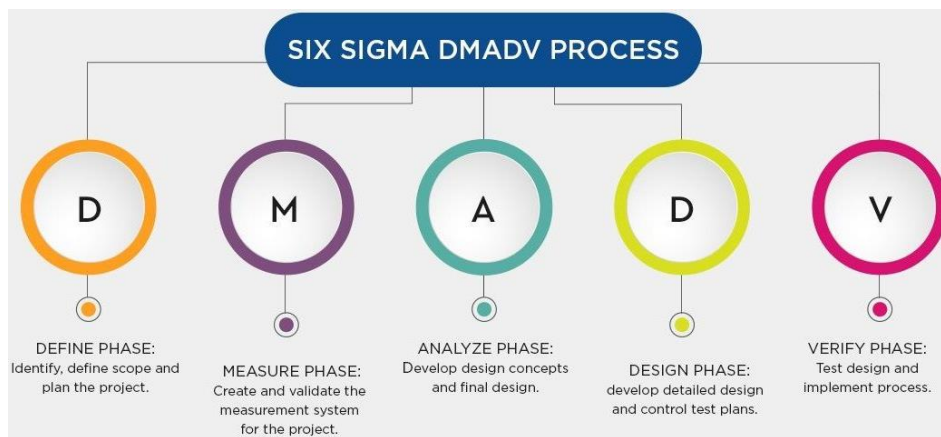 SIX SIGMA DMADV PROCESS
D
M
A
D
V
DEFINE PHASE:
Identify, define scope and
plan the project.
MEASURE PHASE:
Create and validate the
measurement system
for the project.
ANALYZE PHASE:
Develop design concepts
and final design.
DESIGN PHASE:
develop detailed design
and control test plans.
VERIFY PHASE:
Test design and
implement process.